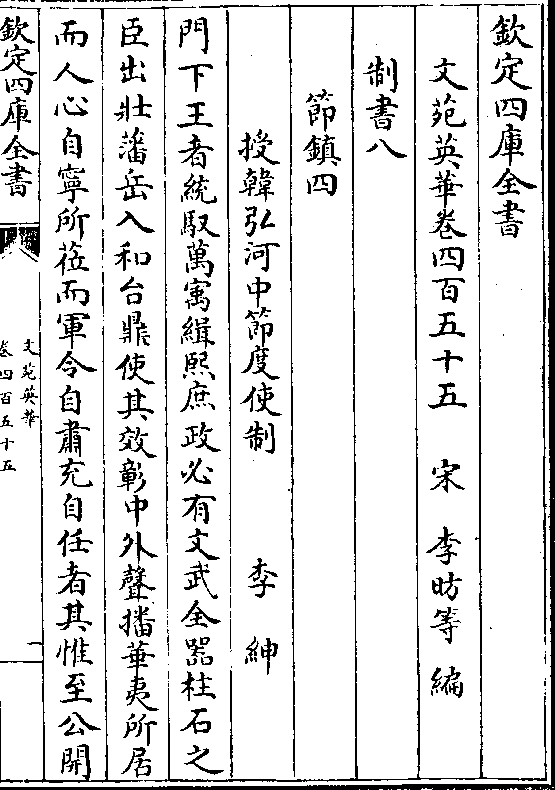 欽定四庫全書
文苑英華卷四百五十五　宋　李昉等　編
制書八
節鎮四
授韓弘河中節度使制　李　紳
門下王者統馭萬㝢緝熙庶政必有文武全噐柱石之
臣出壯藩岳入和台鼎使其效彰中外聲播華夷所居
而人心自寧所莅而軍令自肅充自任者其惟至公開
欽定四庫全書
文苑英華
卷四百五十五
一